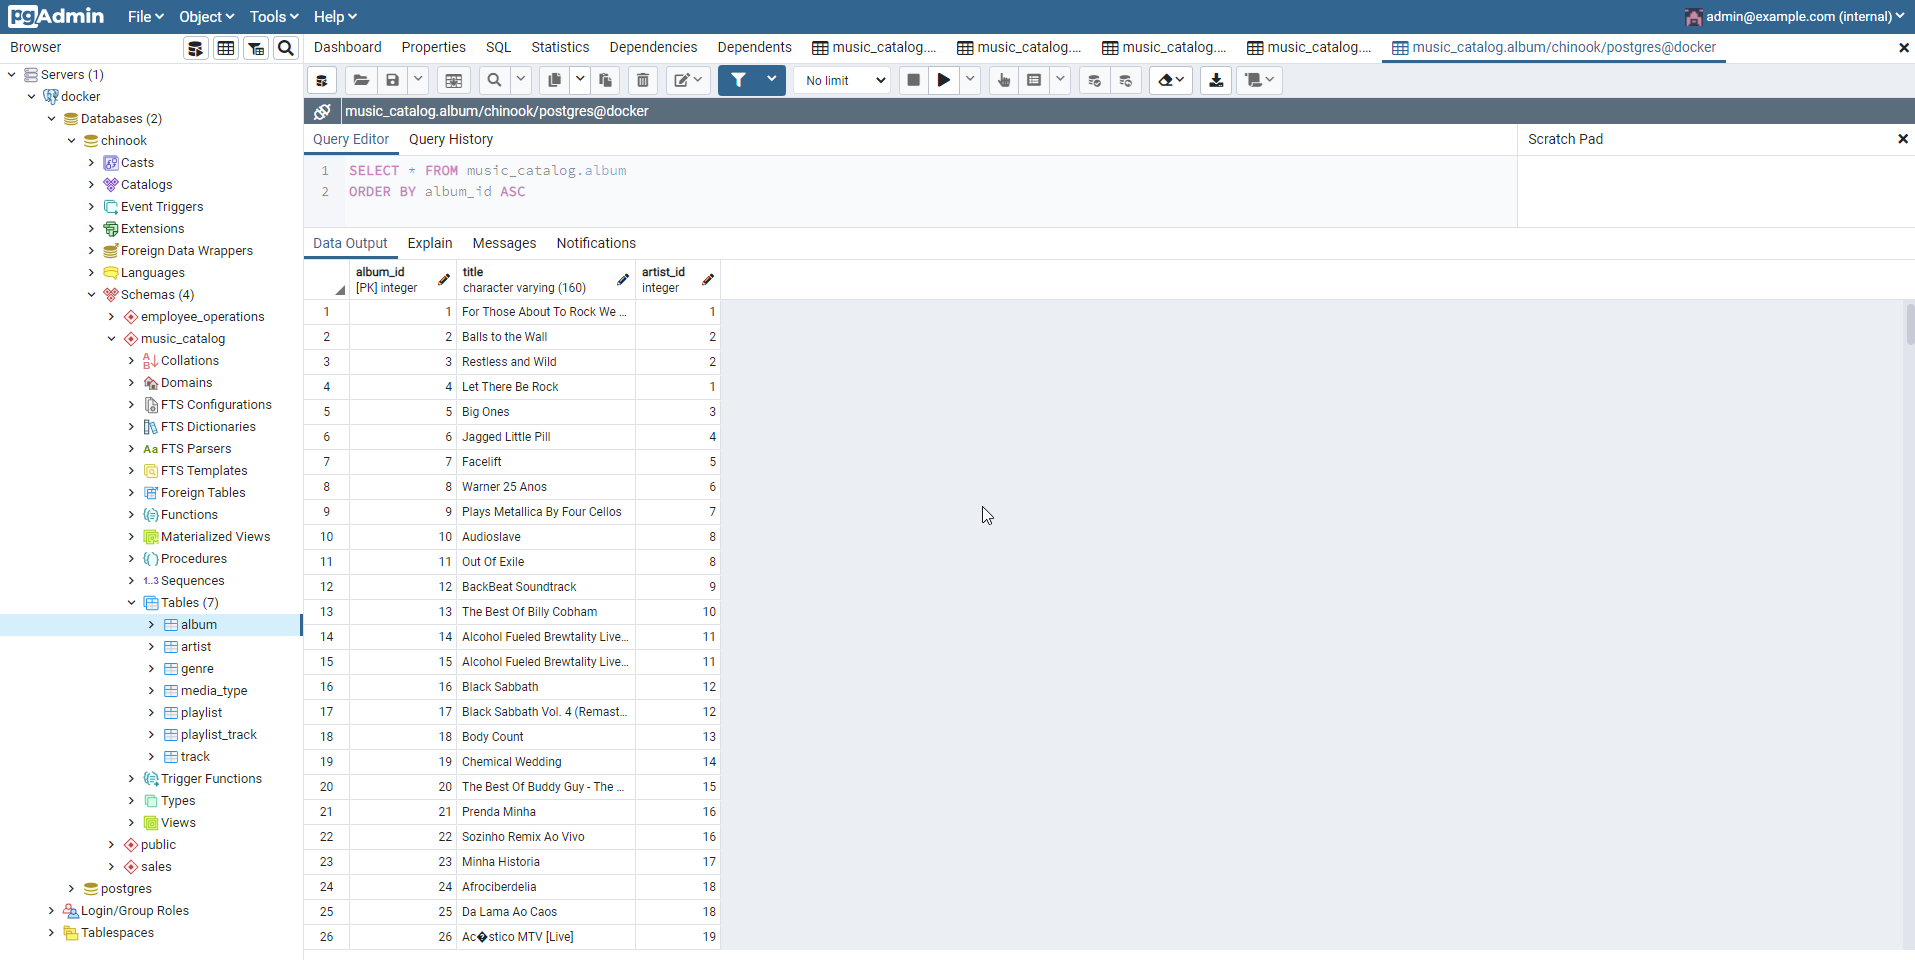 pgAdmin File Object Tools Help admin@example.com (internal)
Browser
Dashboard Properties SQL Statistics Dependencies Dependents music_catalog.... music_catalog.... music_catalog.... music_catalog.... music_catalog.album/chinook/postgres@docker
No limit
music_catalog.album/chinook/postgres@docker
Servers (1)
docker
Databases (2)
chinook
Casts
Catalogs
Event Triggers
Extensions
Foreign Data Wrappers
Languages
Schemas (4)
employee_operations
music_catalog
Collations
Domains
FTS Configurations
FTS Dictionaries
Aa FTS Parsers
FTS Templates
Foreign Tables
Functions
Materialized Views
Procedures
1..3 Sequences
Tables (7)
album
artist
genre
media_type
playlist
playlist_track
track
Trigger Functions
Types
Views
public
sales
postgres
Login/Group Roles
Tablespaces
Query Editor Query History
Scratch Pad
1 SELECT * FROM music_catalog.album
2 ORDER BY album_id ASC
Data Output Explain Messages Notifications
album_id title artist_id
[PK] integer character varying (160) integer
1 1 For Those About To Rock We ... 1
2 2 Balls to the Wall 2
3 3 Restless and Wild 2
4 4 Let There Be Rock 1
5 5 Big Ones 3
6 6 Jagged Little Pill 4
7 7 Facelift 5
8 8 Warner 25 Anos 6
9 9 Plays Metallica By Four Cellos 7
10 10 Audioslave 8
11 11 Out Of Exile 8
12 12 BackBeat Soundtrack 9
13 13 The Best Of Billy Cobham 10
14 14 Alcohol Fueled Brewtality Live... 11
15 15 Alcohol Fueled Brewtality Live... 11
16 16 Black Sabbath 12
17 17 Black Sabbath Vol. 4 (Remast... 12
18 18 Body Count 13
19 19 Chemical Wedding 14
20 20 The Best Of Buddy Guy - The ... 15
21 21 Prenda Minha 16
22 22 Sozinho Remix Ao Vivo 16
23 23 Minha Historia 17
24 24 Afrociberdelia 18
25 25 Da Lama Ao Caos 18
26 26 Ac�stico MTV [Live] 19